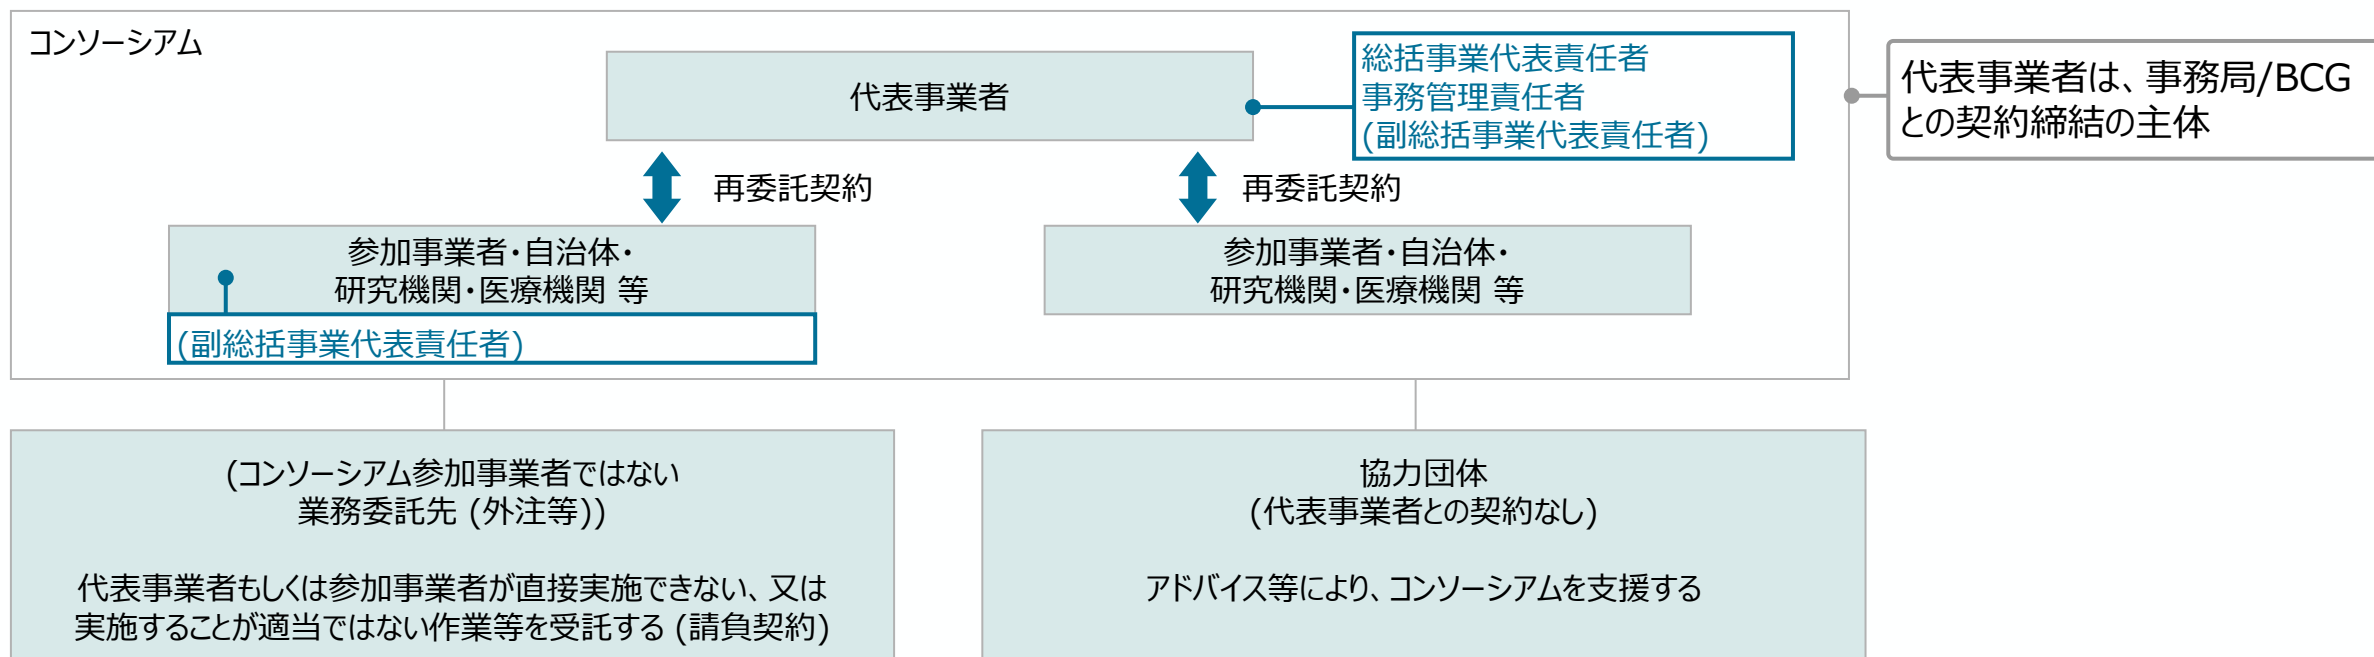 コンソーシアム
代表事業者
総括事業代表責任者
事務管理責任者
(副総括事業代表責任者)
代表事業者は、事務局/BCG
との契約締結の主体
再委託契約
再委託契約
参加事業者・自治体・
研究機関・医療機関 等
(副総括事業代表責任者)
参加事業者・自治体・
研究機関・医療機関 等
(コンソーシアム参加事業者ではない
業務委託先 (外注等))
代表事業者もしくは参加事業者が直接実施できない、又は
実施することが適当ではない作業等を受託する (請負契約)
協力団体
(代表事業者との契約なし)
アドバイス等により、コンソーシアムを支援する